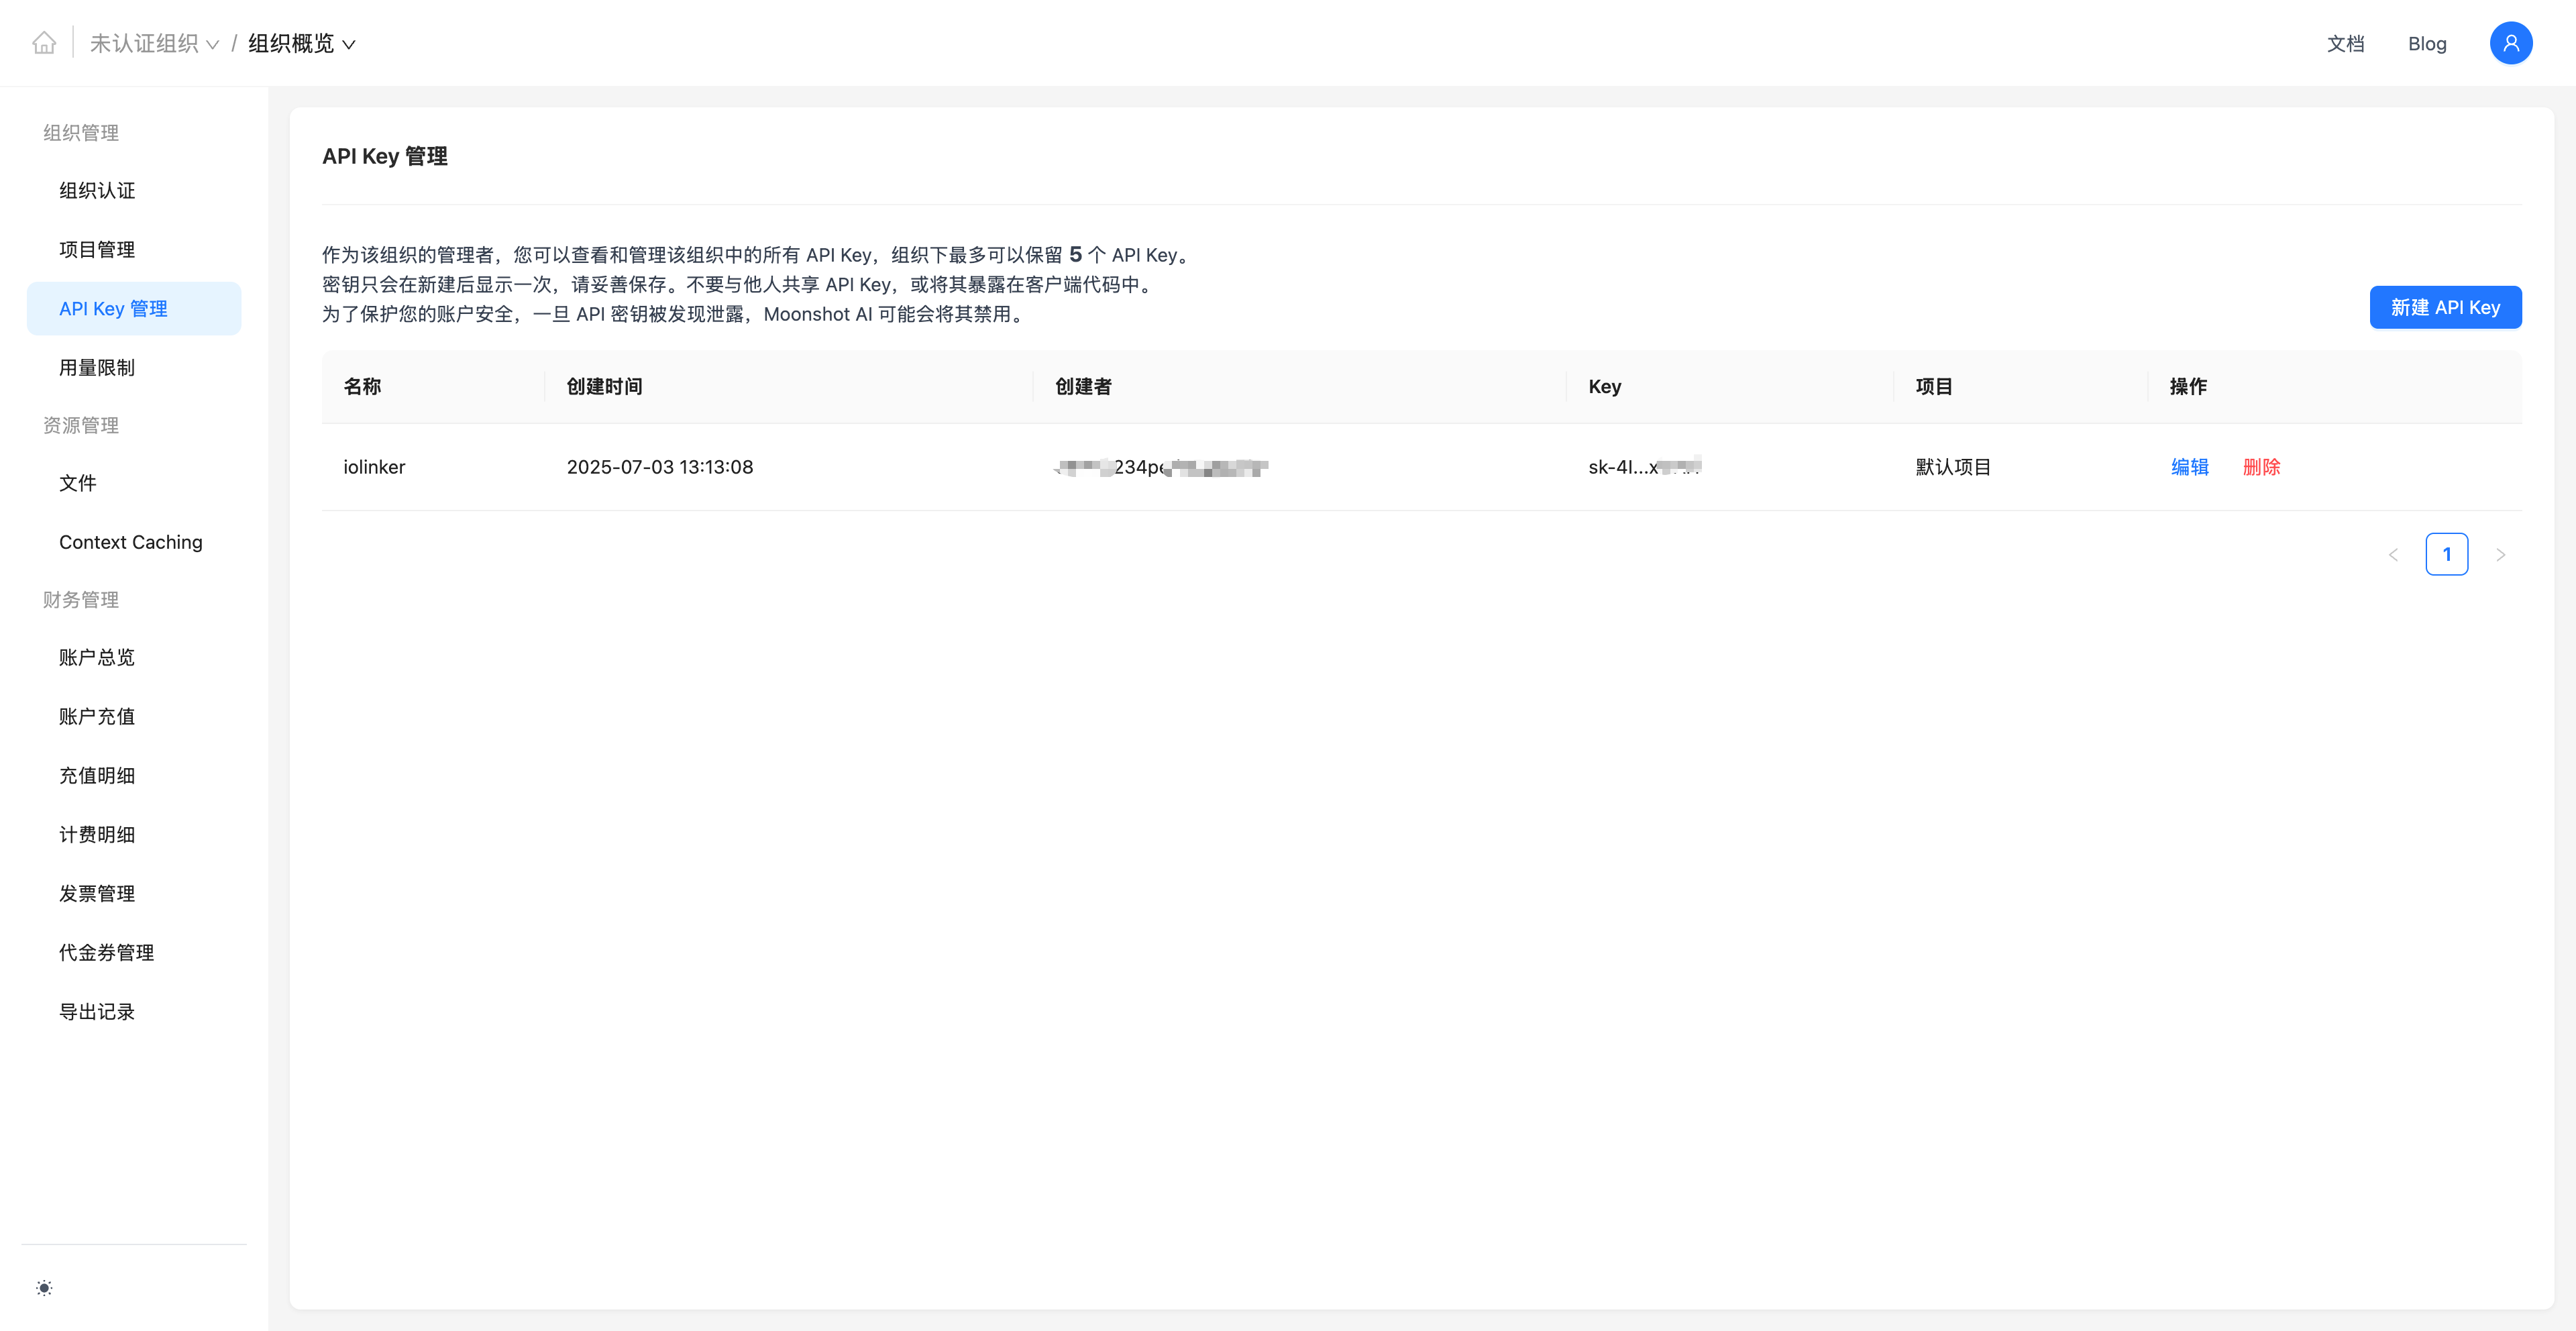 未认证组织 / 组织概览
文档 Blog
组织管理
组织认证
项目管理
API Key 管理
用量限制
资源管理
文件
Context Caching
财务管理
账户总览
账户充值
充值明细
计费明细
发票管理
代金券管理
导出记录
API Key 管理
作为该组织的管理者，您可以查看和管理该组织中的所有 API Key，组织下最多可以保留 5 个 API Key。
密钥只会在新建后显示一次，请妥善保存。不要与他人共享 API Key，或将其暴露在客户端代码中。
为了保护您的账户安全，一旦 API 密钥被发现泄露，Moonshot AI 可能会将其禁用。
新建 API Key
名称 创建时间 创建者 Key 项目 操作
iolinker 2025-07-03 13:13:08 默认项目 编辑 删除
1